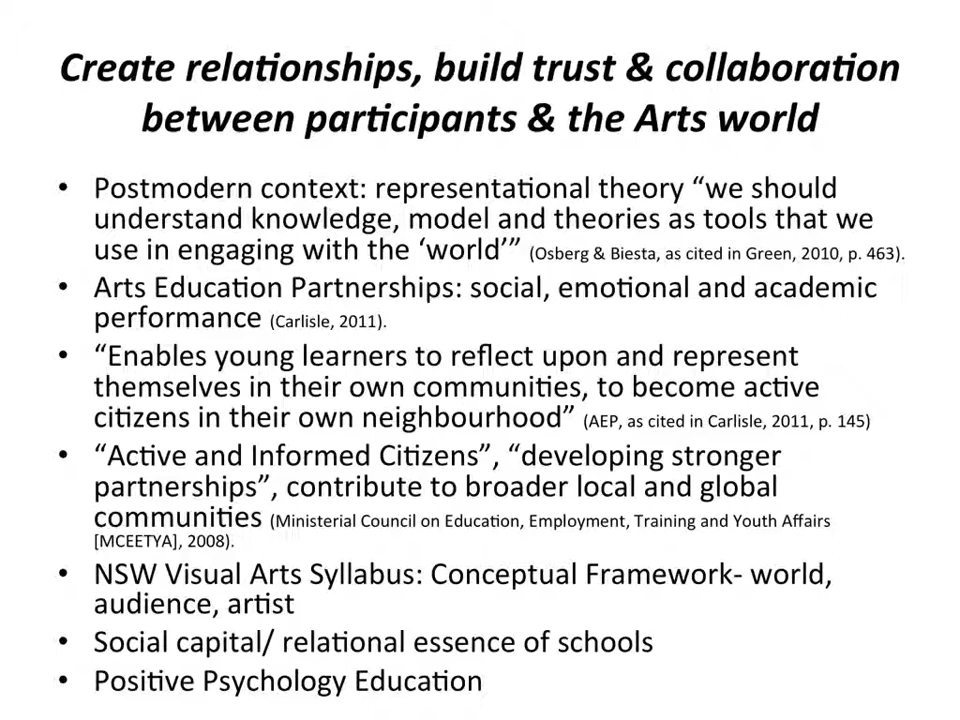 Create relationships, build trust & collaboration
between participants & the Arts world
• Postmodern context: representational theory “we should
understand knowledge, model and theories as tools that we
use in engaging with the ‘world’” (Osberg & Biesta, as cited in Green, 2010, p. 463).
• Arts Education Partnerships: social, emotional and academic
performance (Carlisle, 2011).
• “Enables young learners to reflect upon and represent
themselves in their own communities, to become active
citizens in their own neighbourhood” (AEP, as cited in Carlisle, 2011, p. 145)
• “Active and Informed Citizens”, “developing stronger
partnerships”, contribute to broader local and global
communities (Ministerial Council on Education, Employment, Training and Youth Affairs
[MCEETYA], 2008).
• NSW Visual Arts Syllabus: Conceptual Framework- world,
audience, artist
• Social capital/ relational essence of schools
• Positive Psychology Education